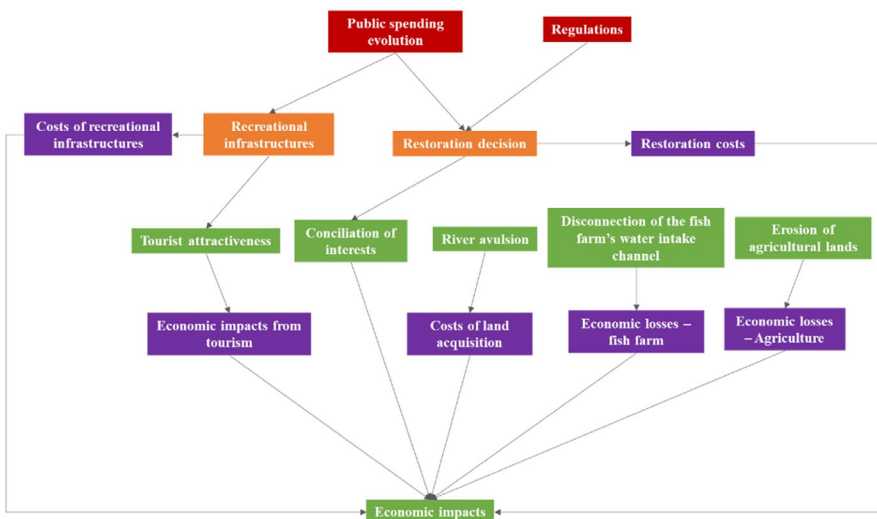 Public spending
evolution
Regulations
Costs of recreational
infrastructures
Recreational
infrastructures
Restoration decision
Restoration costs
Tourist attractiveness
Conciliation of
interests
River avulsion
Disconnection of the fish
farm's water intake
channel
Erosion of
agricultural lands
Economic impacts from
tourism
Costs of land
acquisition
Economic losses –
fish farm
Economic losses
– Agriculture
Economic impacts